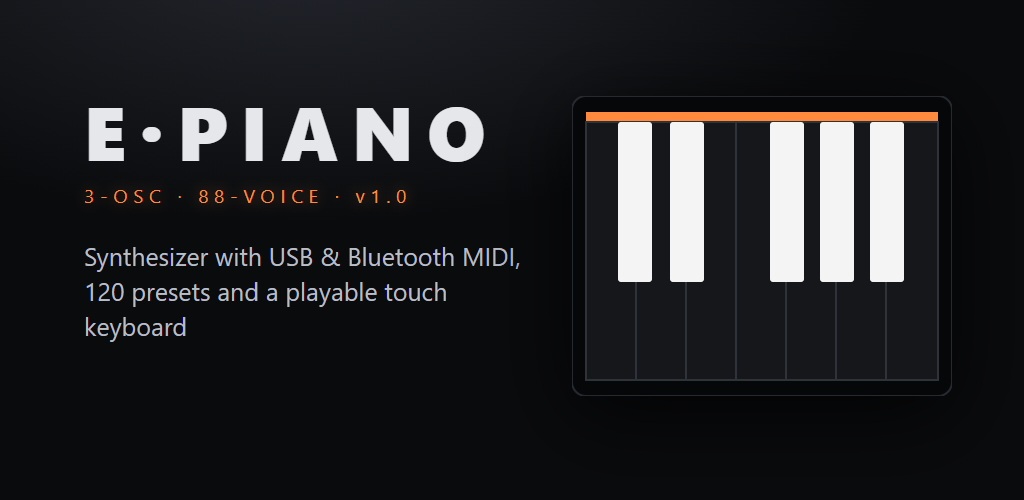 E·PIANO
3-OSC · 88-VOICE · v1.0
Synthesizer with USB & Bluetooth MIDI,
120 presets and a playable touch
keyboard